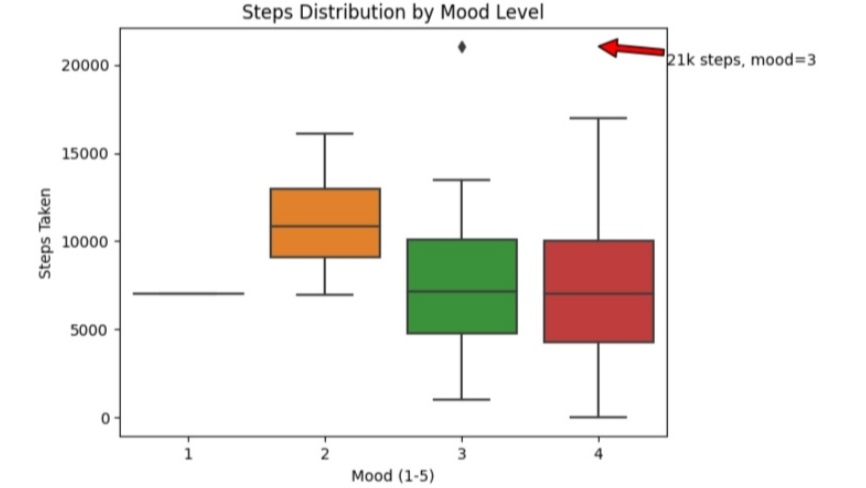 Steps Distribution by Mood Level
20000
21k steps, mood=3
15000
10000
5000
0
Steps Taken
1 2 3 4
Mood (1-5)